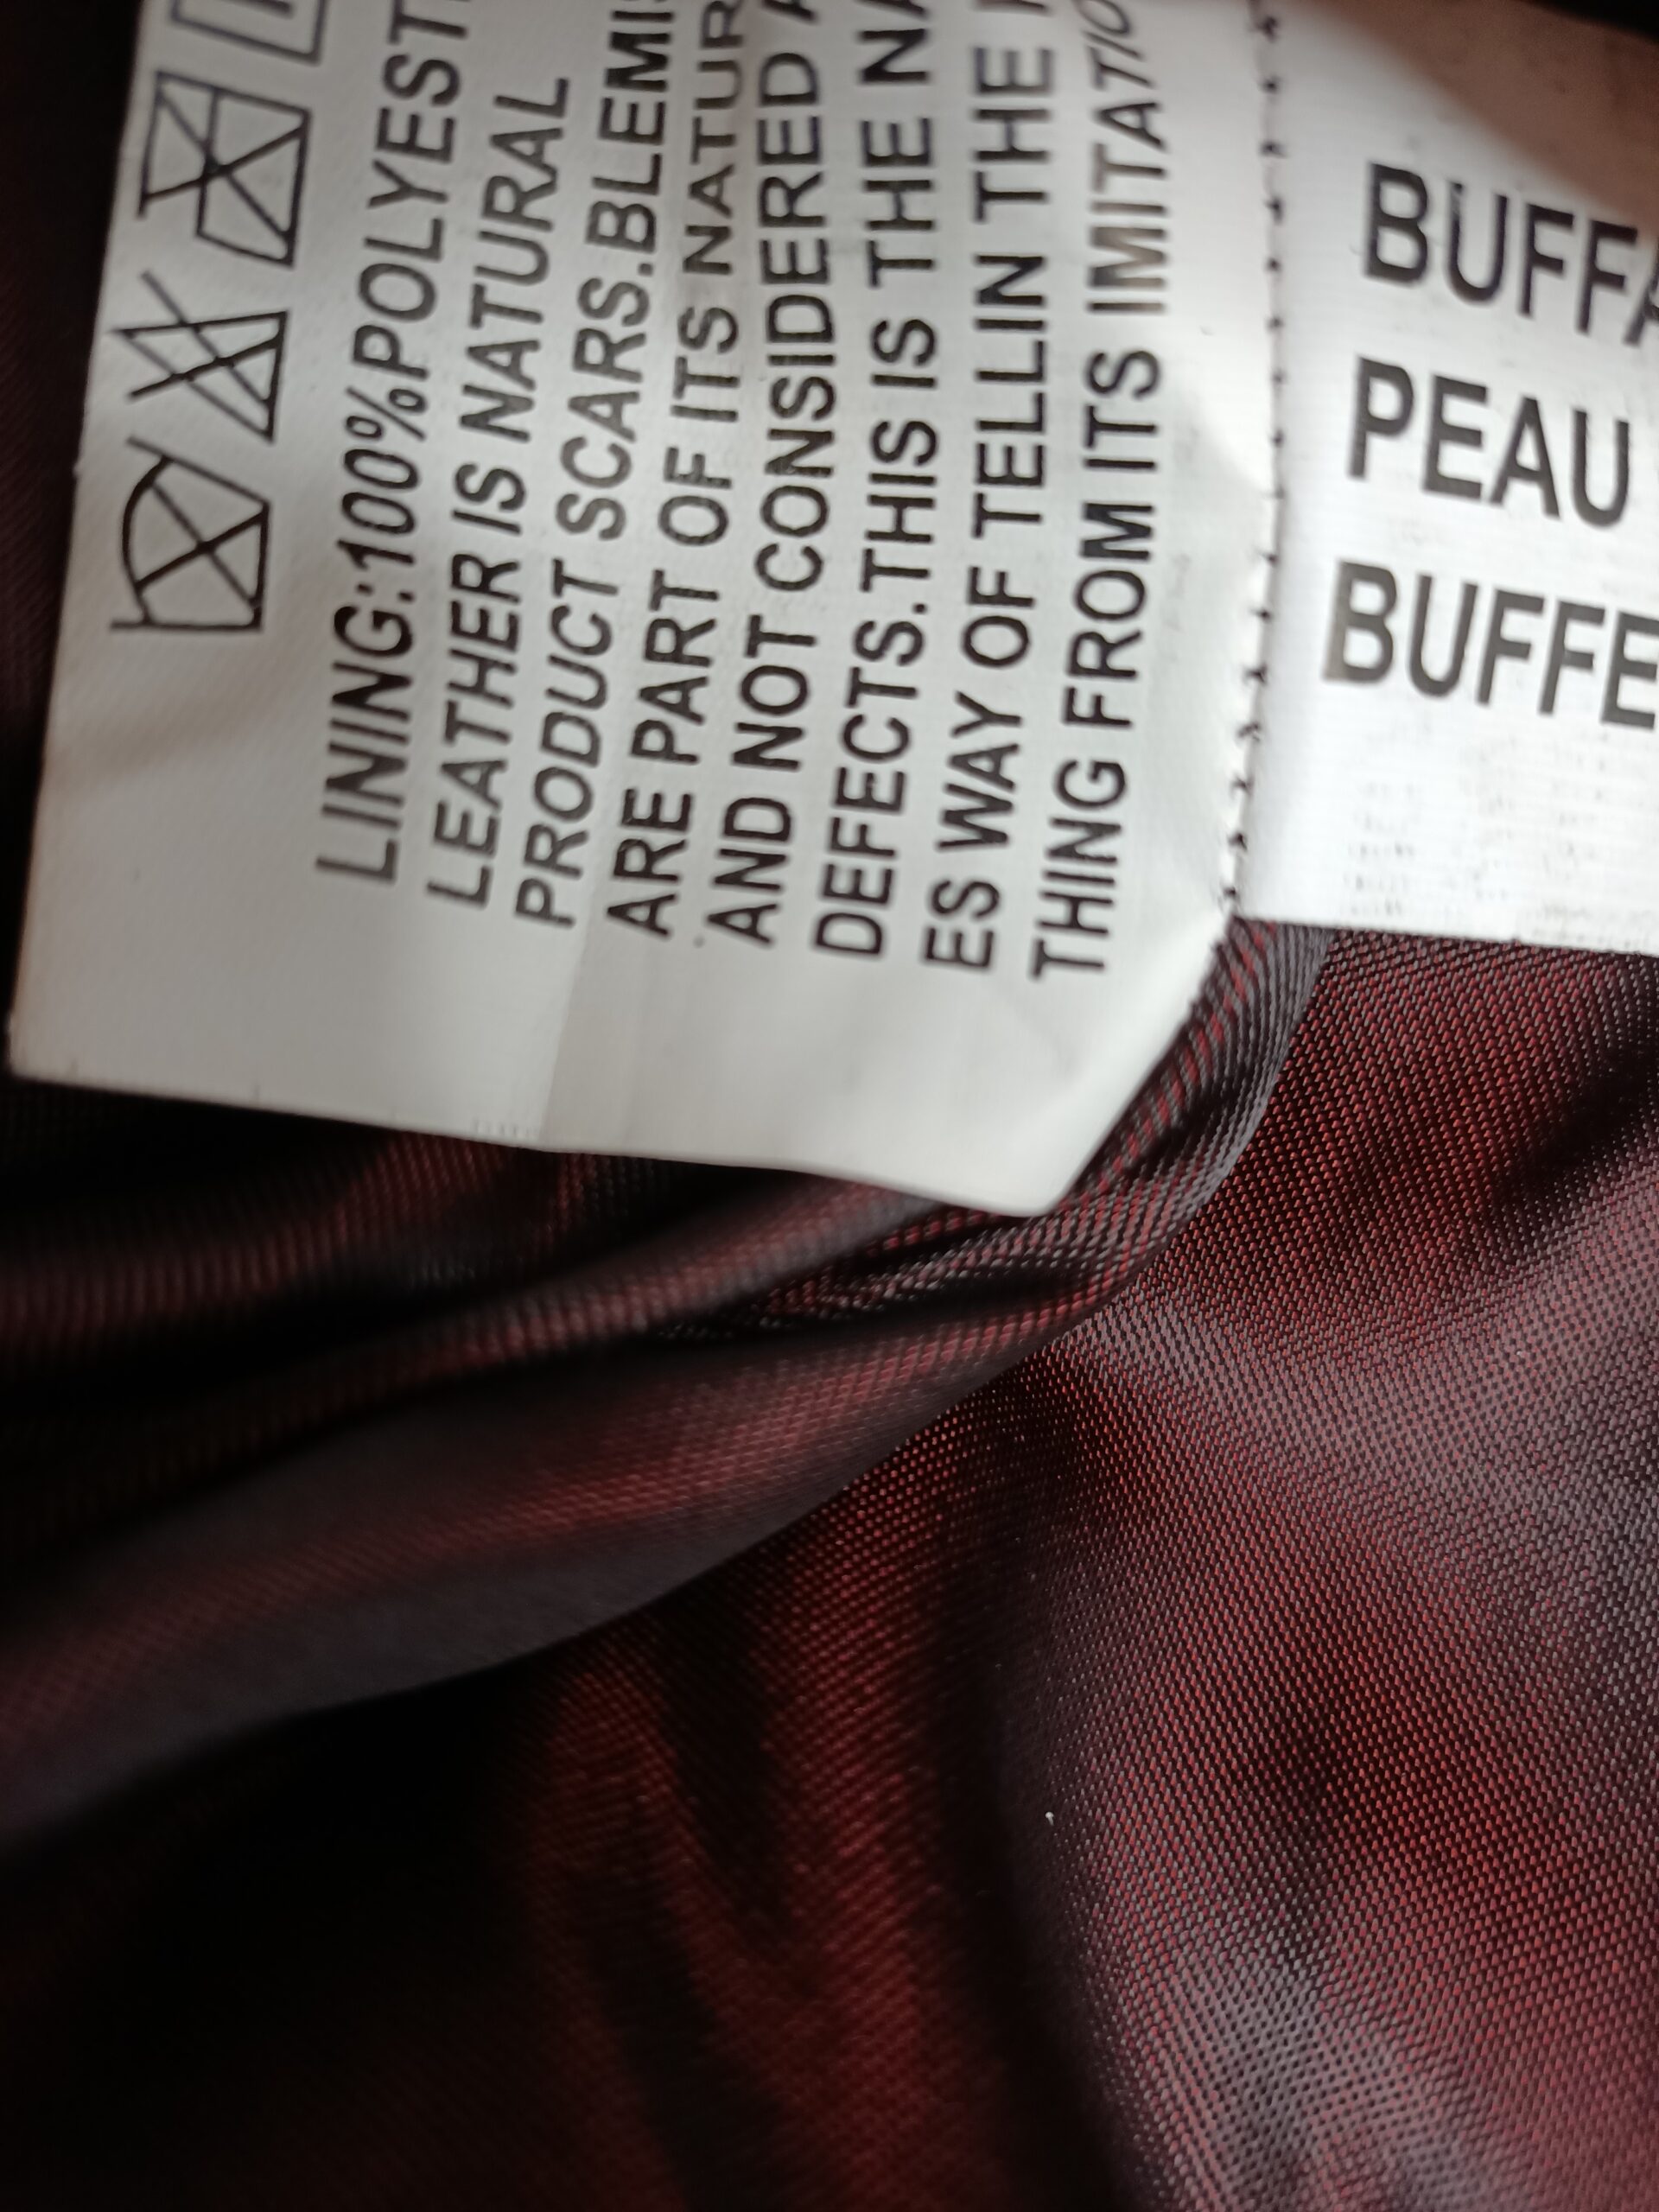 LINING:100%POLYEST
LEATHER IS NATURAL
PRODUCT SCARS.BLEMIS
ARE PART OF ITS NATUR
AND NOT CONSIDERED A
DEFECTS.THIS IS THE NA
ES WAY OF TELLIN THE
THING FROM ITS IMITATIO
BUFFA
PEAU
BUFFE